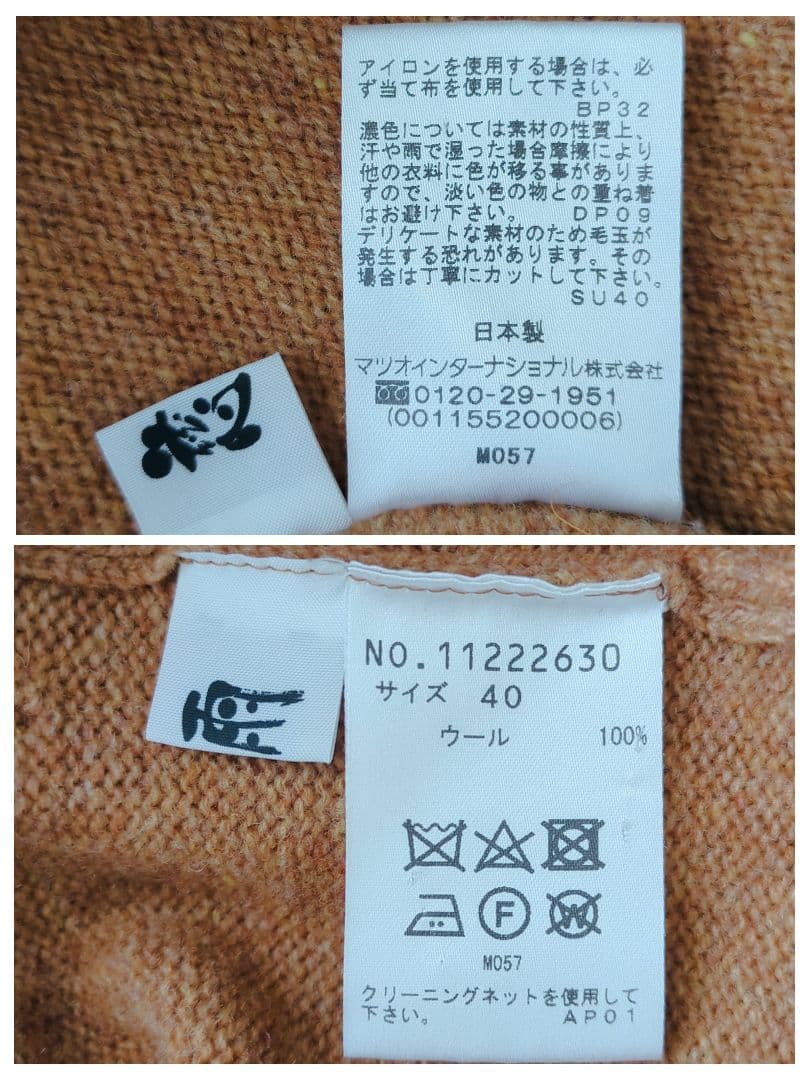 アイロンを使用する場合は、必
ず当て布を使用して下さい。
BP32
濃色については素材の性質上、
汗や雨で湿った場合摩擦により
他の衣料に色が移る事がありま
すので、淡い色の物との重ね着
はお避け下さい。 DP09
デリケートな素材のため毛玉が
発生する恐れがあります。その
場合は丁寧にカットして下さい。
SU40
日本製
マツオインターナショナル株式会社
0120-29-1951
(001155200006)
M057
NO.11222630
サイズ 40
ウール 100%
F
W
M057
クリーニングネットを使用して
下さい。 AP01